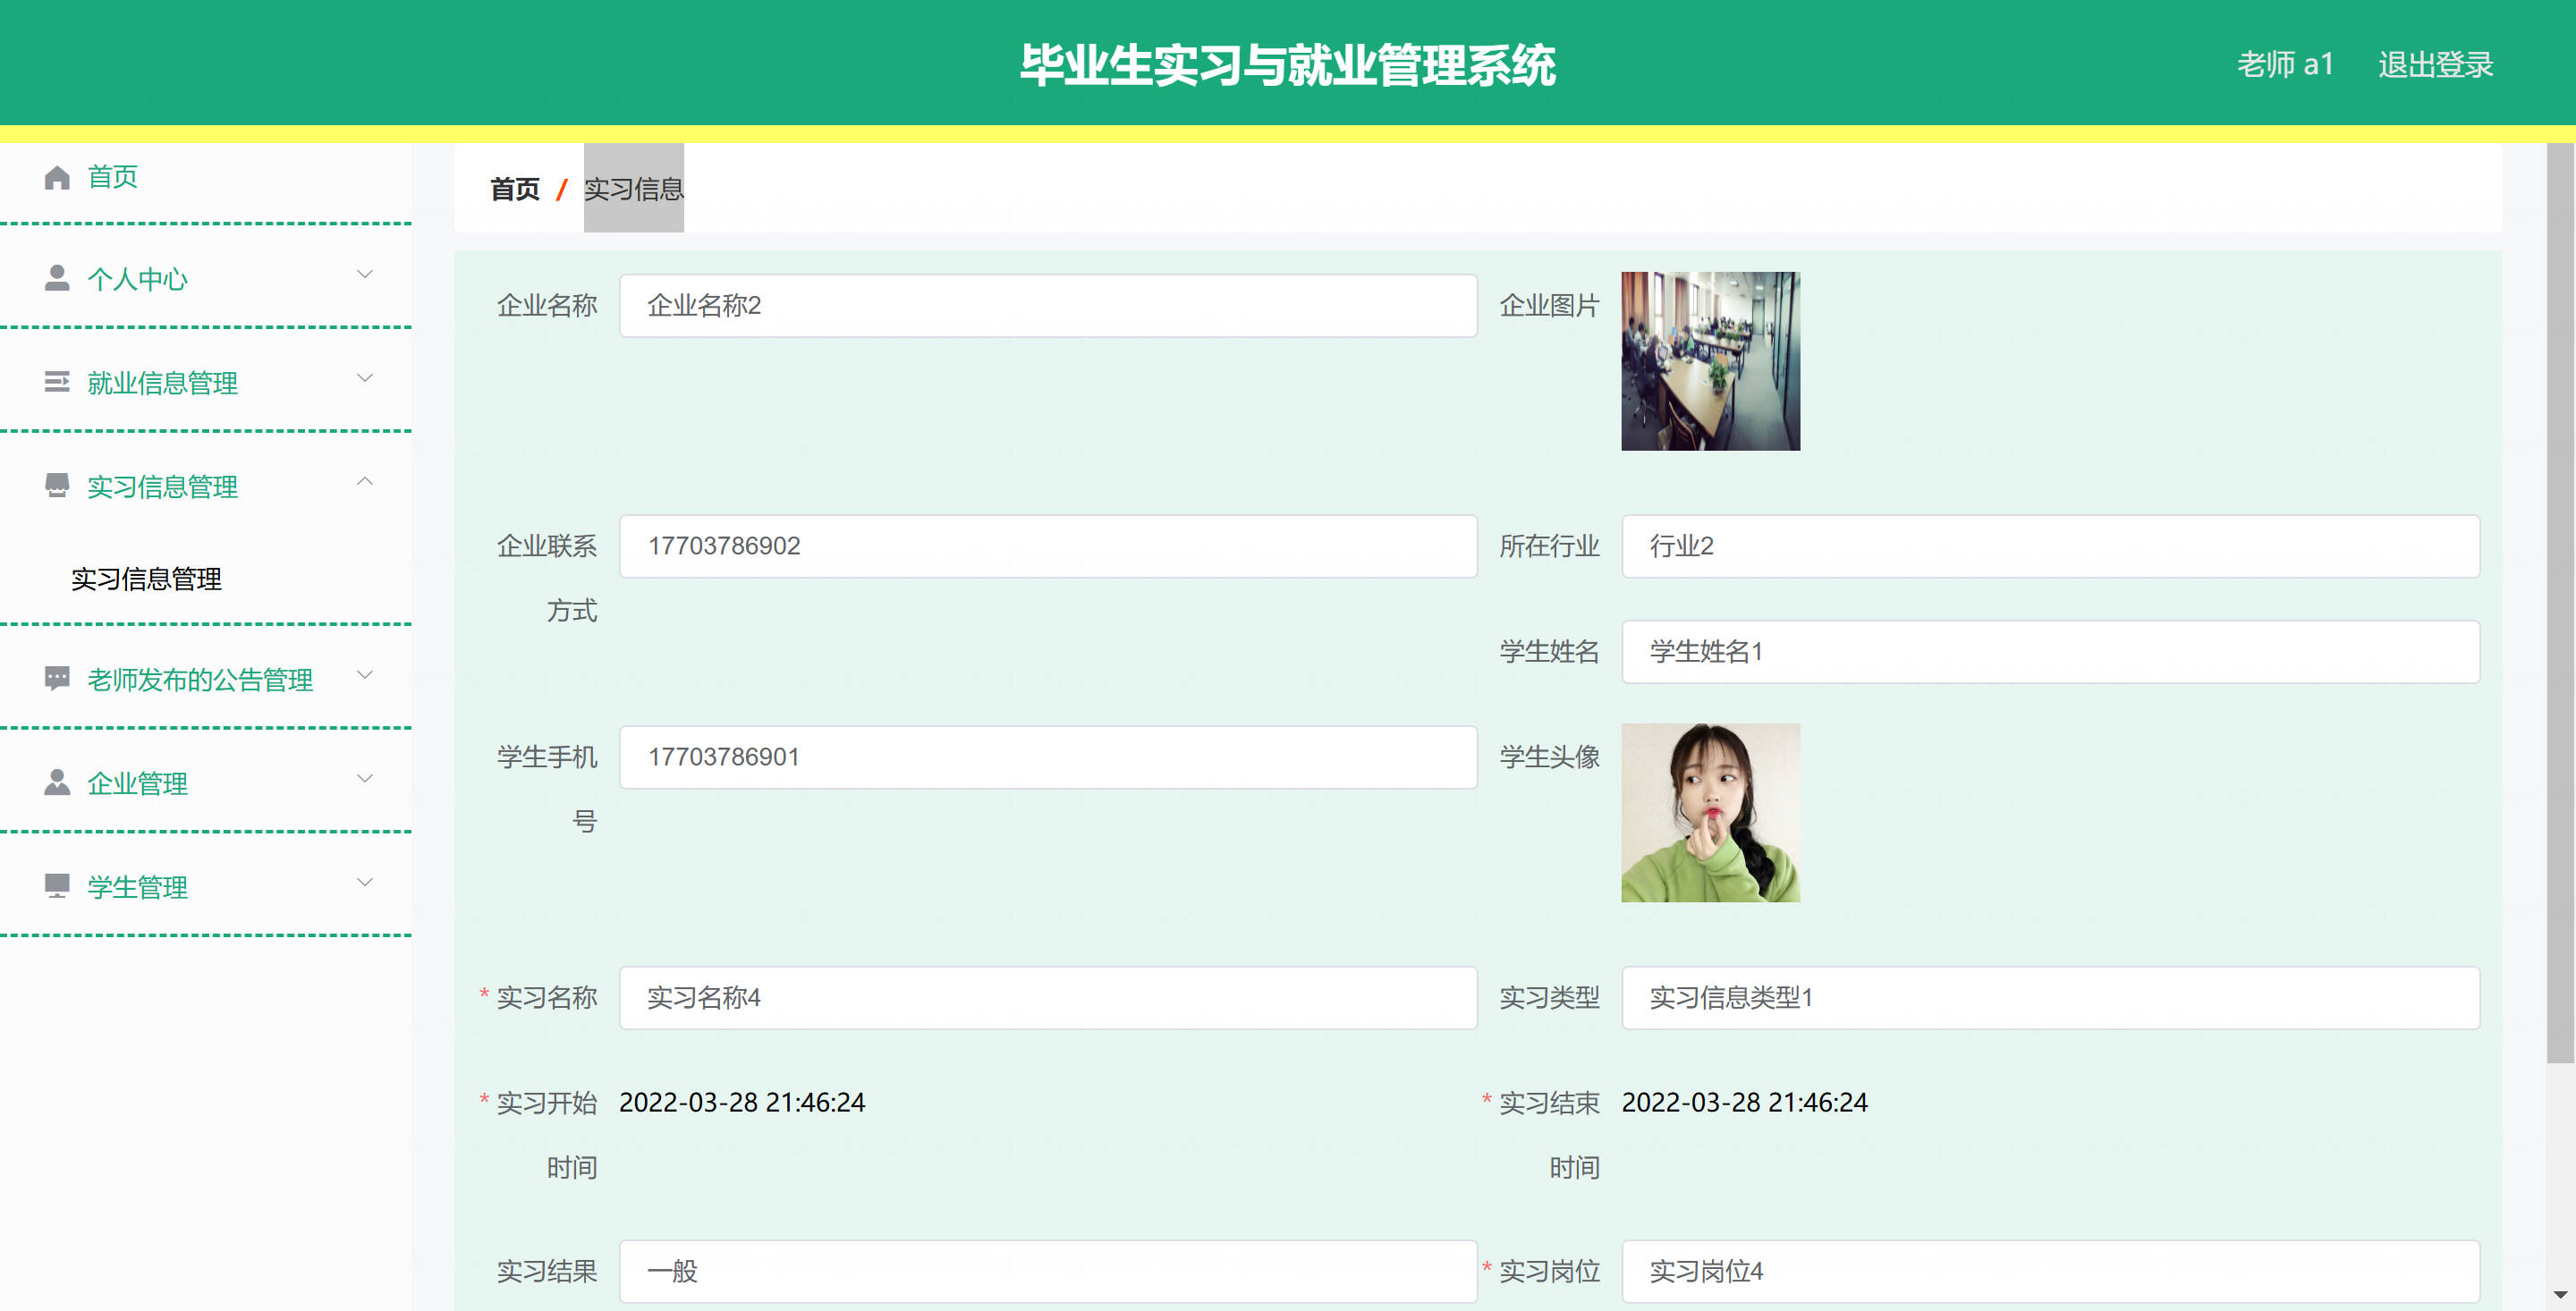 毕业生实习与就业管理系统
老师 a1
退出登录
首页
个人中心
就业信息管理
实习信息管理
实习信息管理
老师发布的公告管理
企业管理
学生管理
首页 / 实习信息
企业名称 企业名称2
企业图片
企业联系
方式
17703786902
所在行业 行业2
学生姓名 学生姓名1
学生手机
号
17703786901
学生头像
* 实习名称 实习名称4
实习类型 实习信息类型1
* 实习开始
时间
2022-03-28 21:46:24
* 实习结束
时间
2022-03-28 21:46:24
实习结果 一般
* 实习岗位 实习岗位4